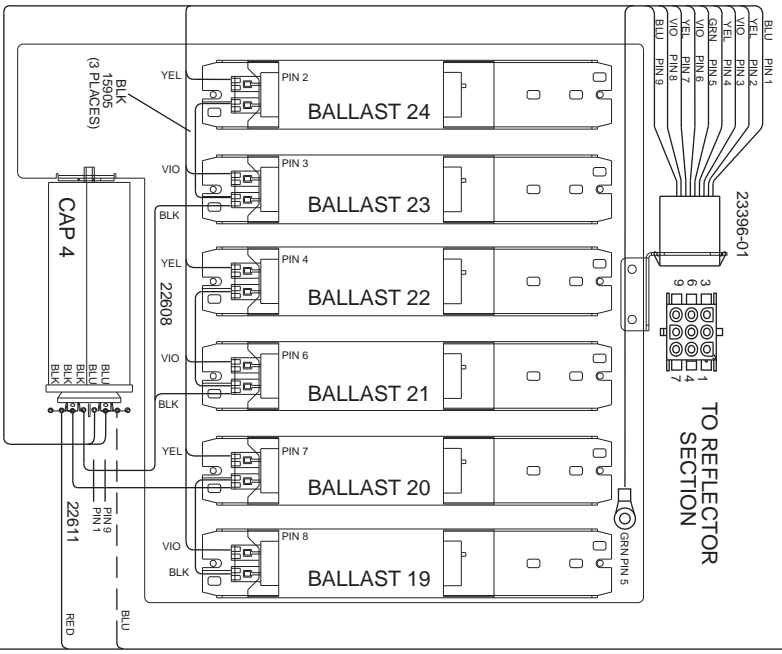 BLU PIN 1
YEL PIN 2
VIO PIN 3
YEL PIN 4
GRN PIN 5
VIO PIN 6
YEL PIN 7
VIO PIN 8
BLU PIN 9
23396-01
9 6 3
7 4 1
TO REFLECTOR
SECTION
GRN PIN 5
BLK
15905
(3 PLACES)
YEL
PIN 2
BALLAST 24
VIO
PIN 3
BLK
BALLAST 23
YEL
PIN 4
BALLAST 22
22608
VIO
PIN 6
BLK
BALLAST 21
YEL
PIN 7
BALLAST 20
VIO
PIN 8
BLK
BALLAST 19
CAP 4
BLU
BLU
BLK
BLK
BLK
PIN 9
PIN 1
22611
RED
BLU